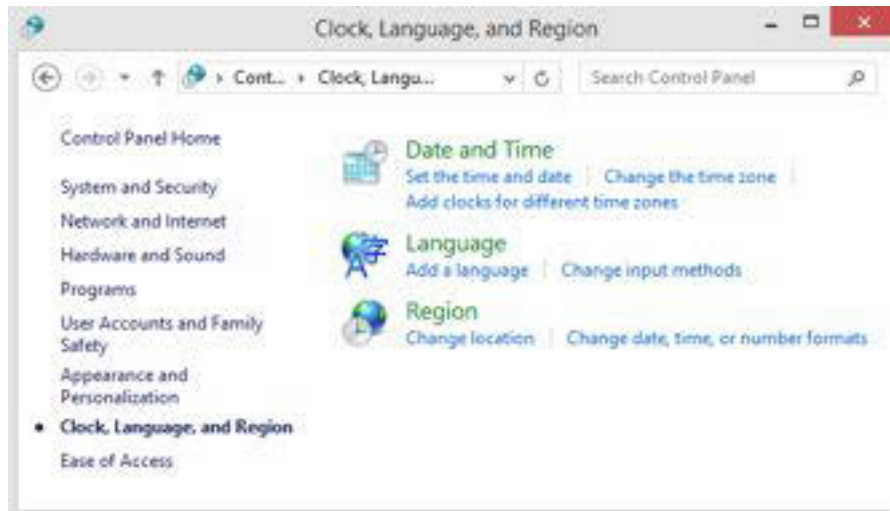 Clock, Language, and Region
Cont... Clock, Langu...
Search Control Panel
Control Panel Home
System and Security
Network and Internet
Hardware and Sound
Programs
User Accounts and Family
Safety
Appearance and
Personalization
Clock, Language, and Region
Ease of Access
Date and Time
Set the time and date Change the time zone
Add clocks for different time zones
Language
Add a language Change input methods
Region
Change location Change date, time, or number formats